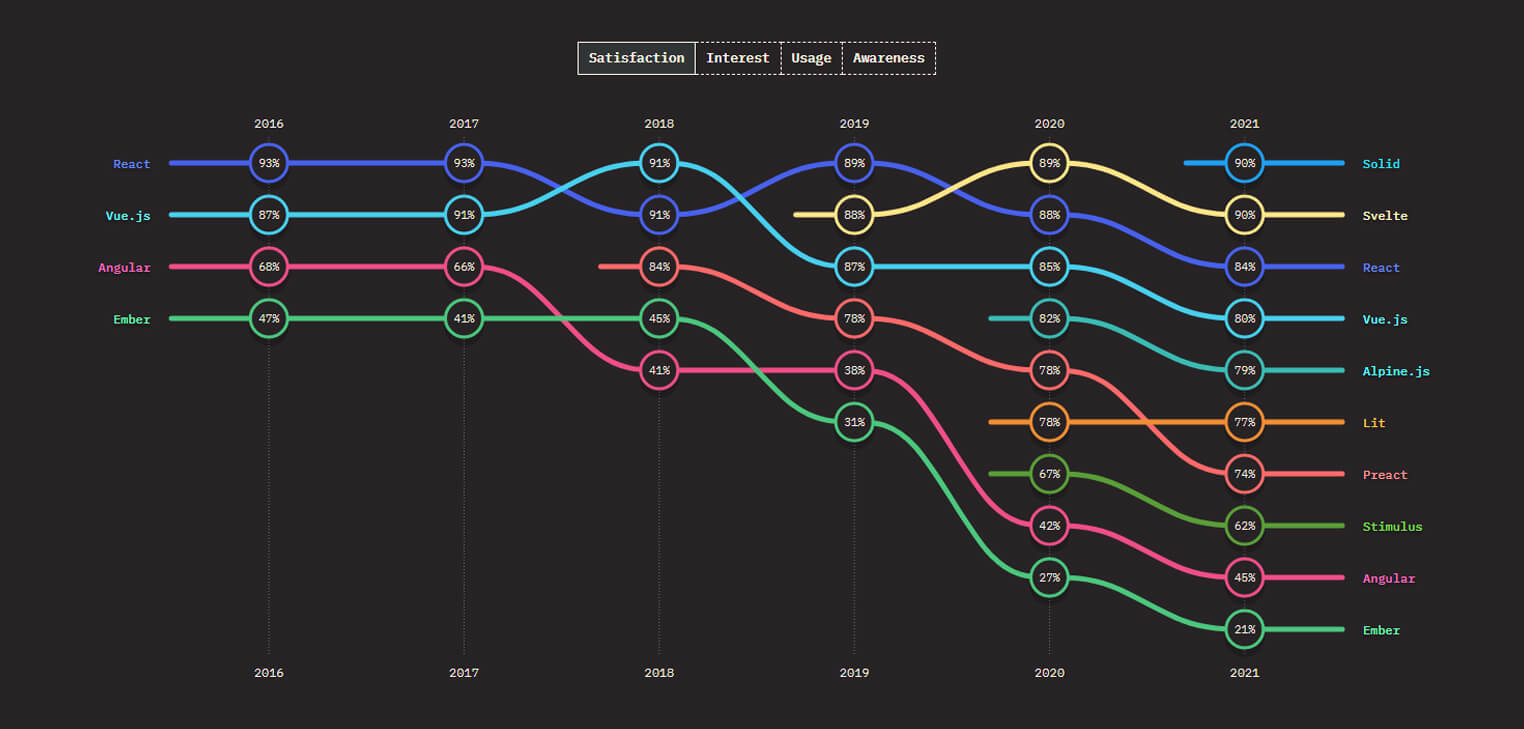 Satisfaction Interest Usage Awareness
2016 2017 2018 2019 2020 2021
React 93% 93% 91% 89% 89% 90% Solid
Vue.js 87% 91% 91% 88% 88% 90% Svelte
Angular 68% 66% 84% 87% 85% 84% React
Ember 47% 41% 45% 78% 82% 80% Vue.js
41% 38% 78% 79% Alpine.js
31% 78% 77% Lit
67% 74% Preact
42% 62% Stimulus
27% 45% Angular
21% Ember
2016 2017 2018 2019 2020 2021